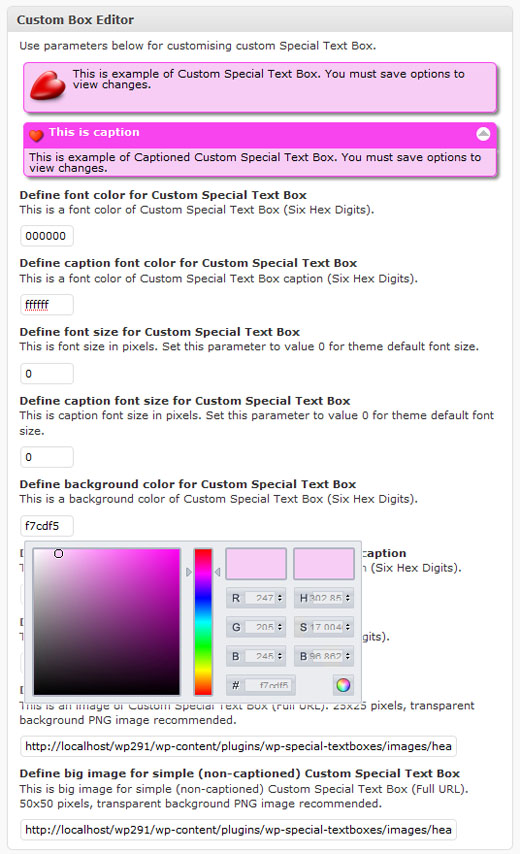 Custom Box Editor
Use parameters below for customising custom Special Text Box.
This is example of Custom Special Text Box. You must save options to
view changes.
This is caption
This is example of Captioned Custom Special Text Box. You must save options to
view changes.
Define font color for Custom Special Text Box
This is a font color of Custom Special Text Box (Six Hex Digits).
000000
Define caption font color for Custom Special Text Box
This is a font color of Custom Special Text Box caption (Six Hex Digits).
ffffff
Define font size for Custom Special Text Box
This is font size in pixels. Set this parameter to value 0 for theme default font size.
0
Define caption font size for Custom Special Text Box
This is caption font size in pixels. Set this parameter to value 0 for theme default font
size.
0
Define background color for Custom Special Text Box
This is a background color of Custom Special Text Box (Six Hex Digits).
f7cdf5
caption
(Six Hex Digits).
R 247 H 302.85
G 205 S 17.004
B 245 B 96.862
# f7cdf5
This is an image of Custom Special Text Box (Full URL). 25x25 pixels, transparent
background PNG image recommended.
http://localhost/wp291/wp-content/plugins/wp-special-textboxes/images/hea
Define big image for simple (non-captioned) Custom Special Text Box
This is big image for simple (non-captioned) Custom Special Text Box (Full URL).
50x50 pixels, transparent background PNG image recommended.
http://localhost/wp291/wp-content/plugins/wp-special-textboxes/images/hea